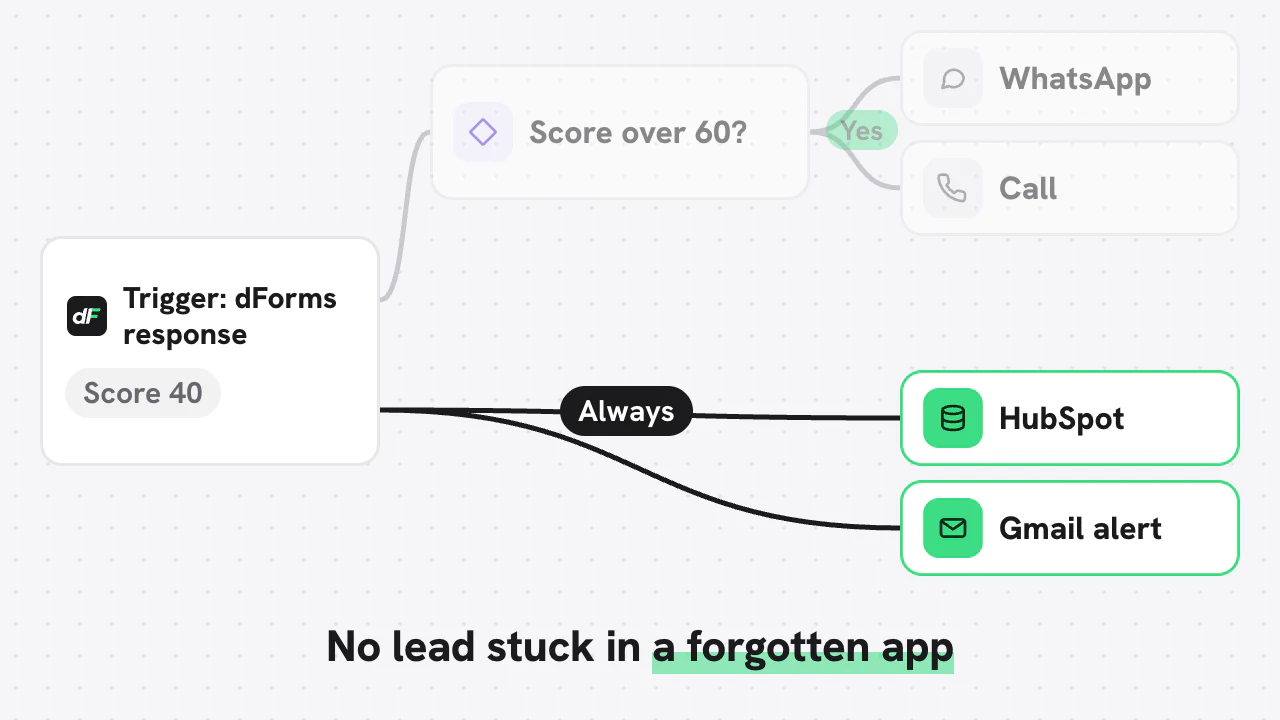 WhatsApp
Score over 60?
Yes
Call
Trigger: dForms
response
dF
Score 40
Always
HubSpot
Gmail alert
No lead stuck in a forgotten app